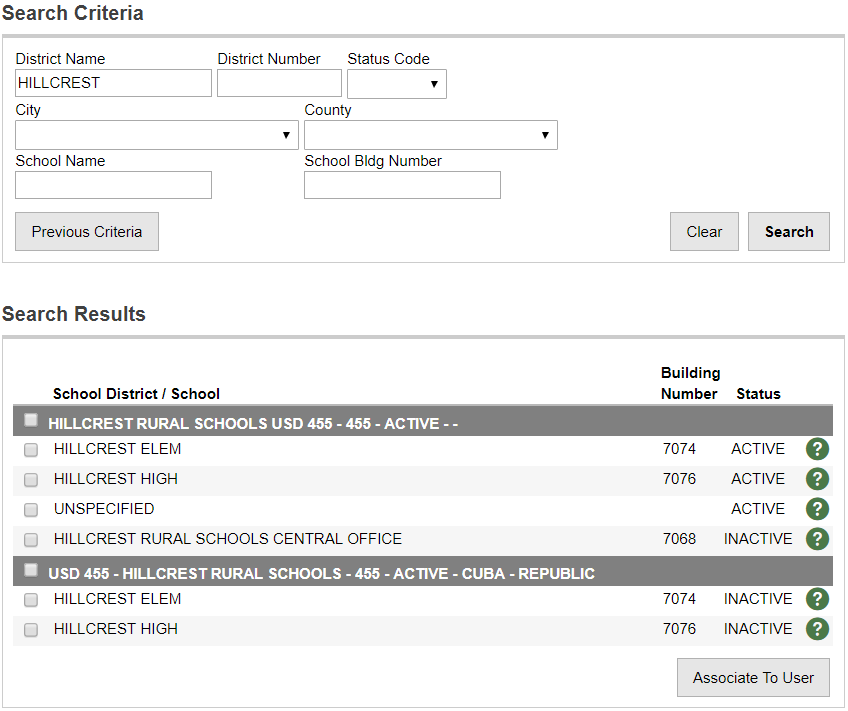 Search Criteria
District Name District Number Status Code
HILLCREST
City County
School Name School Bldg Number
Previous Criteria Clear Search
Search Results
School District / School Building Number Status
HILLCREST RURAL SCHOOLS USD 455 - 455 - ACTIVE - -
HILLCREST ELEM 7074 ACTIVE ?
HILLCREST HIGH 7076 ACTIVE ?
UNSPECIFIED ACTIVE ?
HILLCREST RURAL SCHOOLS CENTRAL OFFICE 7068 INACTIVE ?
USD 455 - HILLCREST RURAL SCHOOLS - 455 - ACTIVE - CUBA - REPUBLIC
HILLCREST ELEM 7074 INACTIVE ?
HILLCREST HIGH 7076 INACTIVE ?
Associate To User